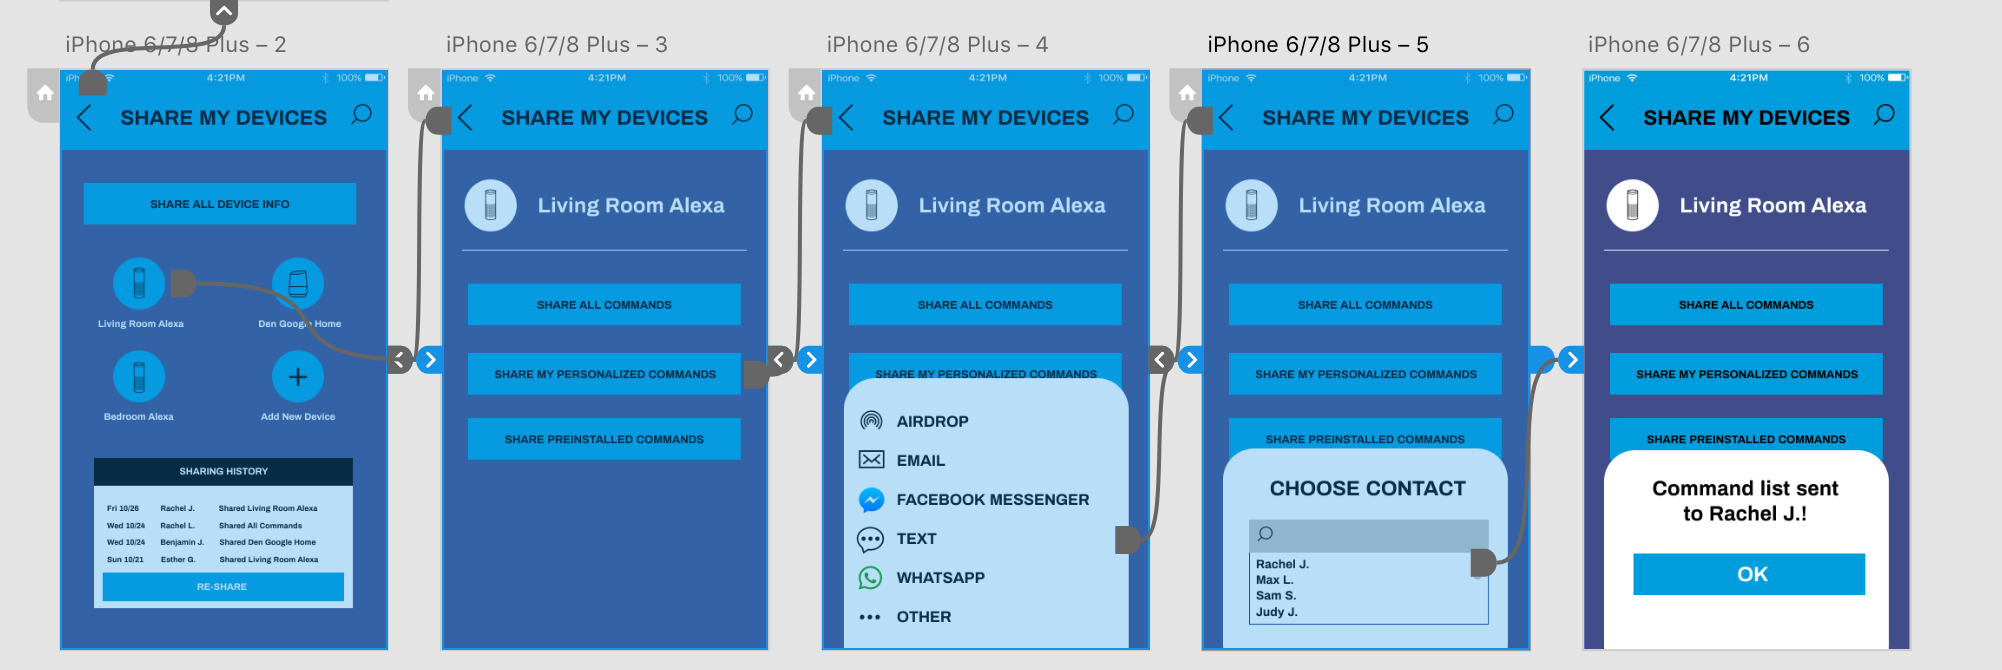 iPhone 6/7/8 Plus – 2
iPh
4:21PM
100%
SHARE MY DEVICES
SHARE ALL DEVICE INFO
Living Room Alexa
Den Google Home
Bedroom Alexa
Add New Device
SHARING HISTORY
Fri 10/26 Rachel J. Shared Living Room Alexa
Wed 10/24 Rachel L. Shared All Commands
Wed 10/24 Benjamin J. Shared Den Google Home
Sun 10/21 Esther G. Shared Living Room Alexa
RE-SHARE
iPhone 6/7/8 Plus – 3
iPhone
4:21PM
100%
SHARE MY DEVICES
Living Room Alexa
SHARE ALL COMMANDS
SHARE MY PERSONALIZED COMMANDS
SHARE PREINSTALLED COMMANDS
iPhone 6/7/8 Plus – 4
iPhone
4:21PM
100%
SHARE MY DEVICES
Living Room Alexa
SHARE ALL COMMANDS
SHARE MY PERSONALIZED COMMANDS
AIRDROP
EMAIL
FACEBOOK MESSENGER
TEXT
WHATSAPP
OTHER
iPhone 6/7/8 Plus – 5
iPhone
4:21PM
100%
SHARE MY DEVICES
Living Room Alexa
SHARE ALL COMMANDS
SHARE MY PERSONALIZED COMMANDS
SHARE PREINSTALLED COMMANDS
CHOOSE CONTACT
Rachel J.
Max L.
Sam S.
Judy J.
iPhone 6/7/8 Plus – 6
iPhone
4:21PM
100%
SHARE MY DEVICES
Living Room Alexa
SHARE ALL COMMANDS
SHARE MY PERSONALIZED COMMANDS
SHARE PREINSTALLED COMMANDS
Command list sent
to Rachel J.!
OK